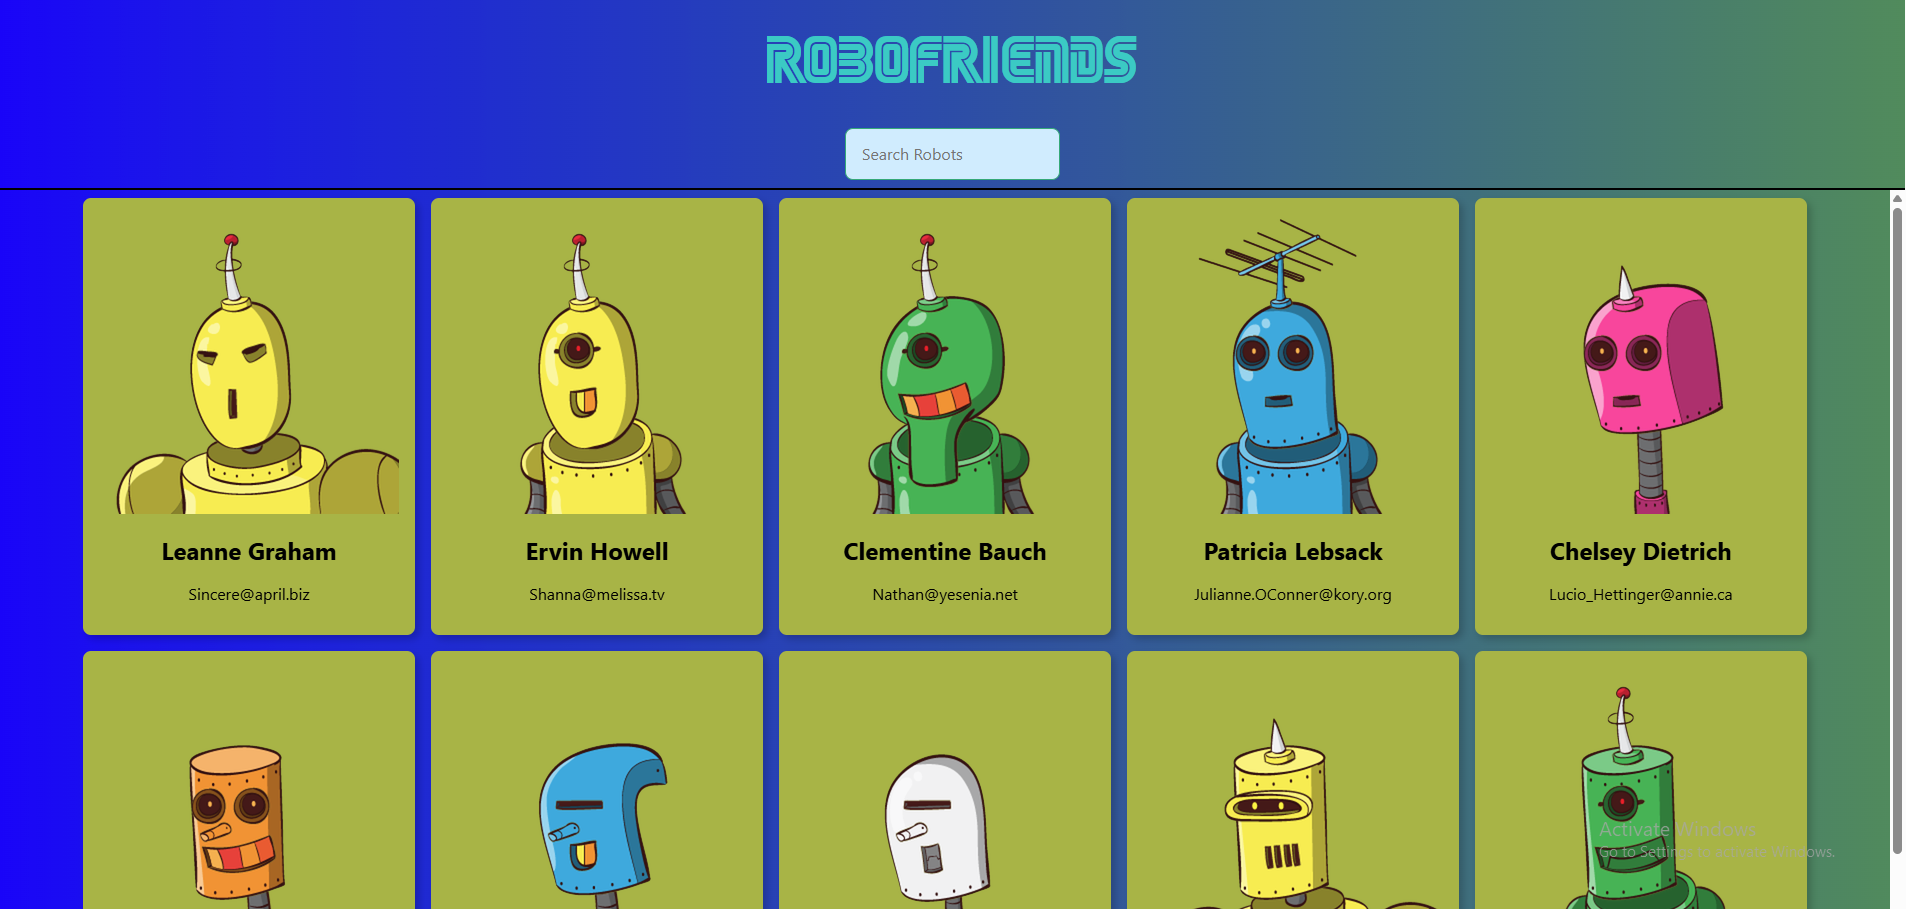 ROBOFRIENDS
Search Robots
Leanne Graham
Ervin Howell
Clementine Bauch
Patricia Lebsack
Chelsey Dietrich
Sincere@april.biz
Shanna@melissa.tv
Nathan@yesenia.net
Julianne.OConner@kory.org
Lucio_Hettinger@annie.ca
Activate Windows
Go to Settings to activate Windows.